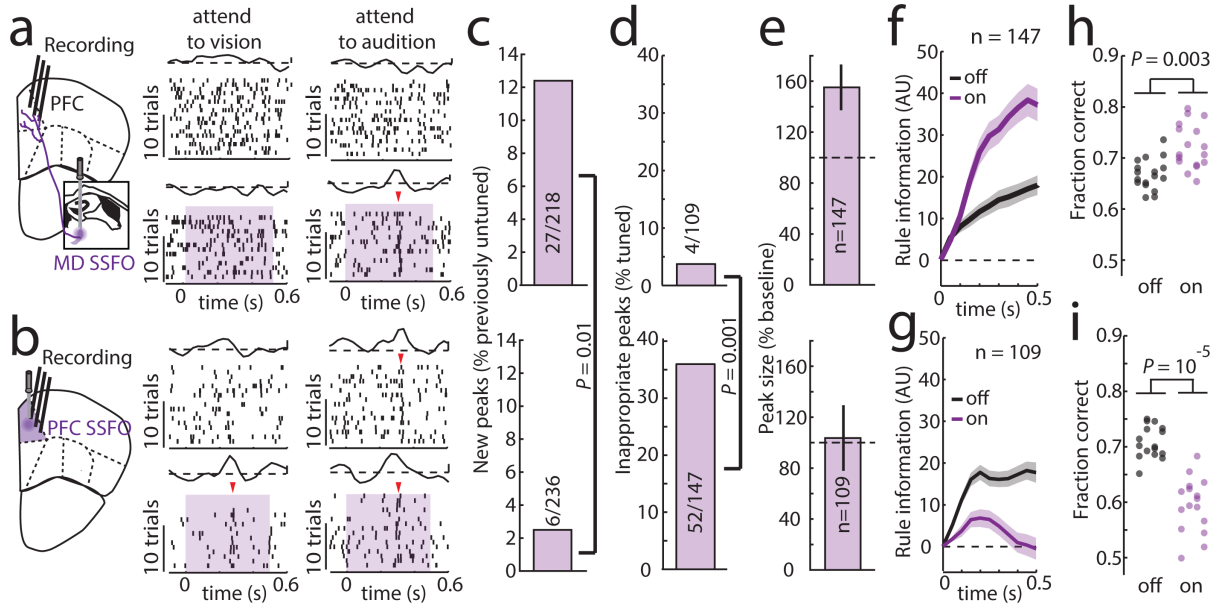 a
Recording
PFC
MD SSFO
attend
to vision
attend
to audition
10 trials
10 trials
0
0.6
time (s)
0
0.6
time (s)
b
Recording
PFC SSFO
10 trials
10 trials
10 trials
10 trials
0
0.6
time (s)
0
0.6
time (s)
c
New peaks (% previously untuned)
14
12
10
8
6
4
2
0
27/218
14
12
10
8
6
4
2
0
6/236
P = 0.01
d
Inappropriate peaks (% tuned)
40
30
20
10
0
4/109
40
30
20
10
0
52/147
P = 0.001
e
Peak size (% baseline)
160
120
80
40
0
n=147
160
120
80
40
0
n=109
f
n = 147
Rule information (AU)
50
40
30
20
10
0
off
on
0
0.5
time (s)
g
n = 109
Rule information (AU)
50
40
30
20
10
0
off
on
0
0.5
time (s)
h
P = 0.003
Fraction correct
0.9
0.8
0.7
0.6
0.5
off
on
i
P = 10-5
Fraction correct
0.9
0.8
0.7
0.6
0.5
off
on